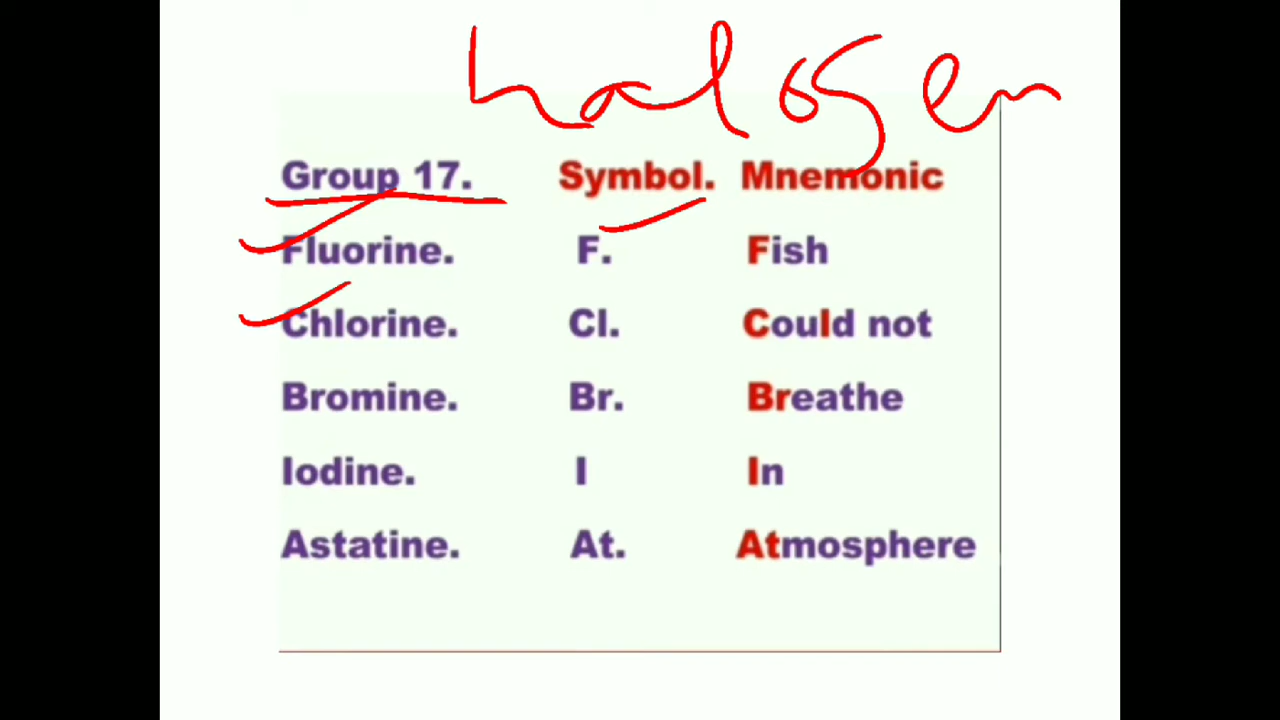 halogen
Group 17. Symbol. Mnemonic
Fluorine. F. Fish
Chlorine. Cl. Could not
Bromine. Br. Breathe
Iodine. I In
Astatine. At. Atmosphere